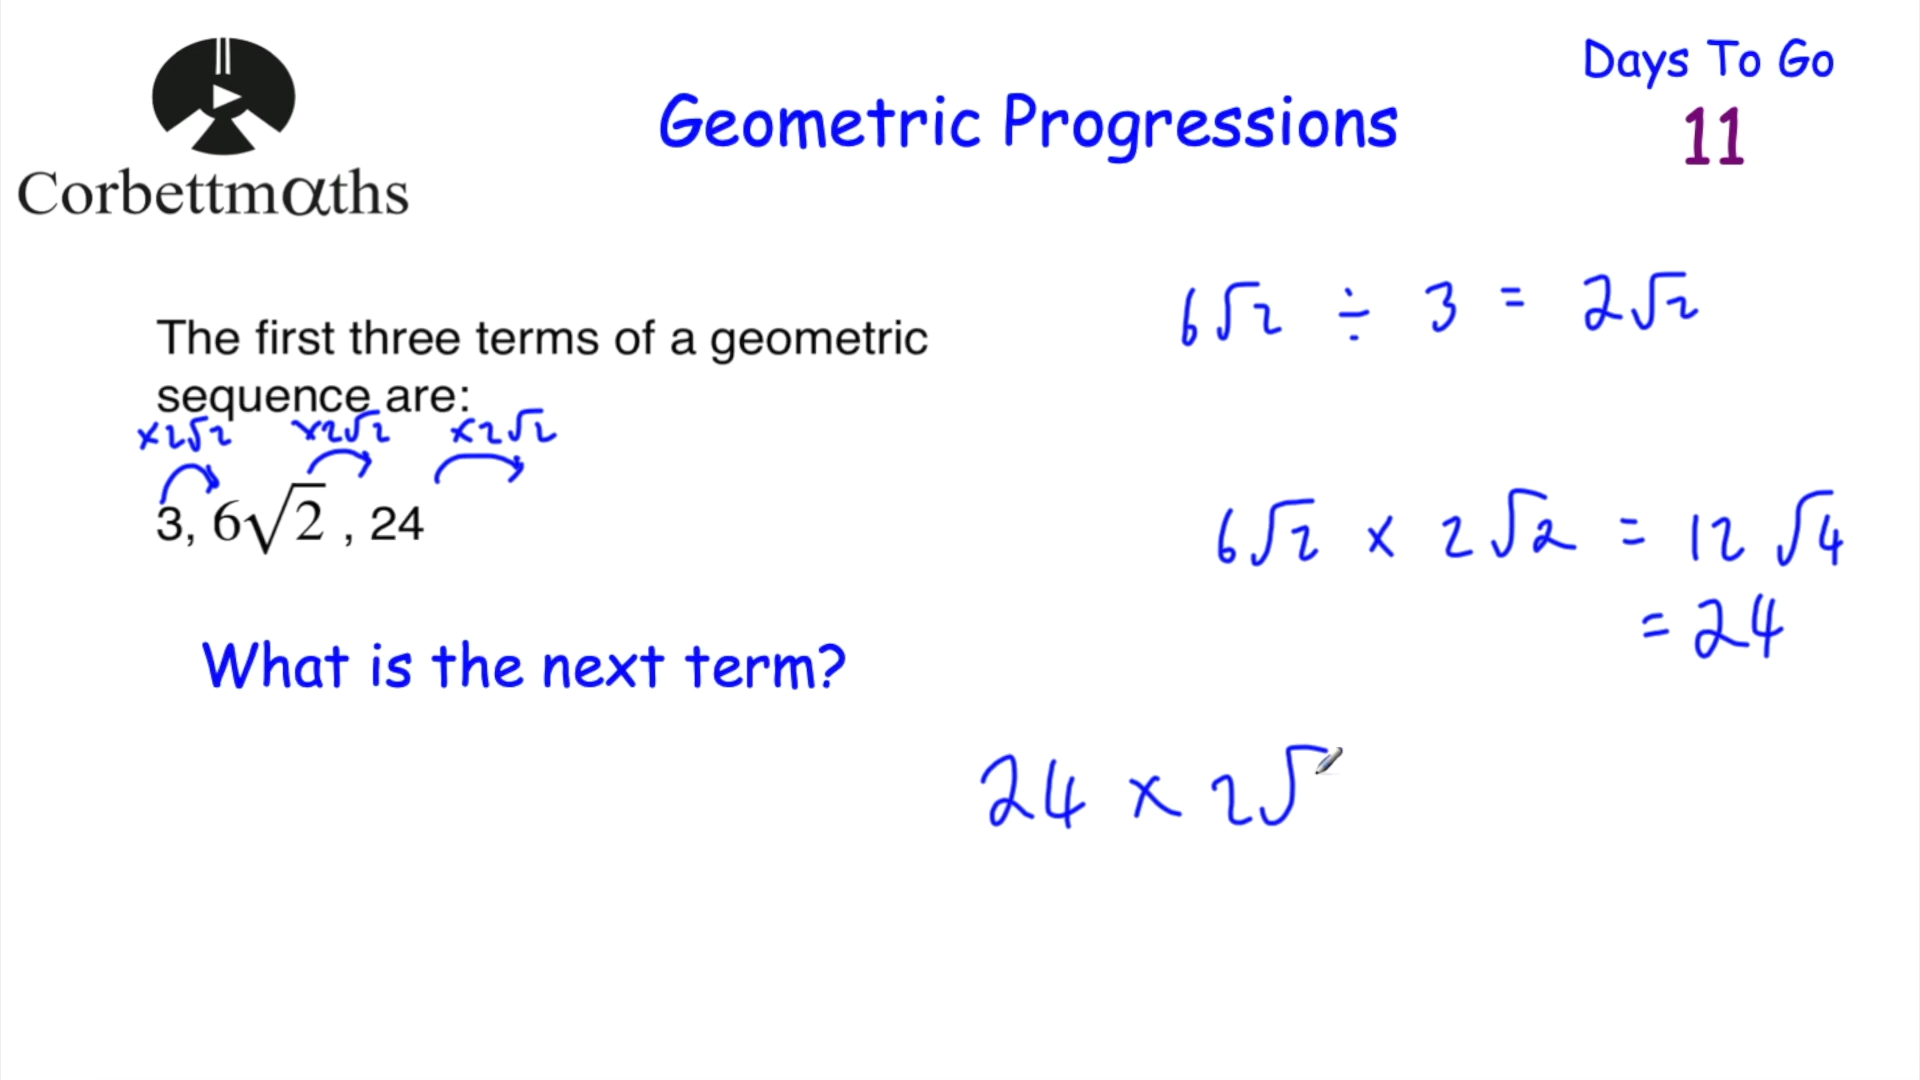 Corbettmαths
Geometric Progressions
Days To Go
11
The first three terms of a geometric
sequence are:
×2√2 ×2√2 ×2√2
3, 6√2 , 24
What is the next term?
6√2 ÷ 3 = 2√2
6√2 × 2√2 = 12√4
= 24
24 × 2√